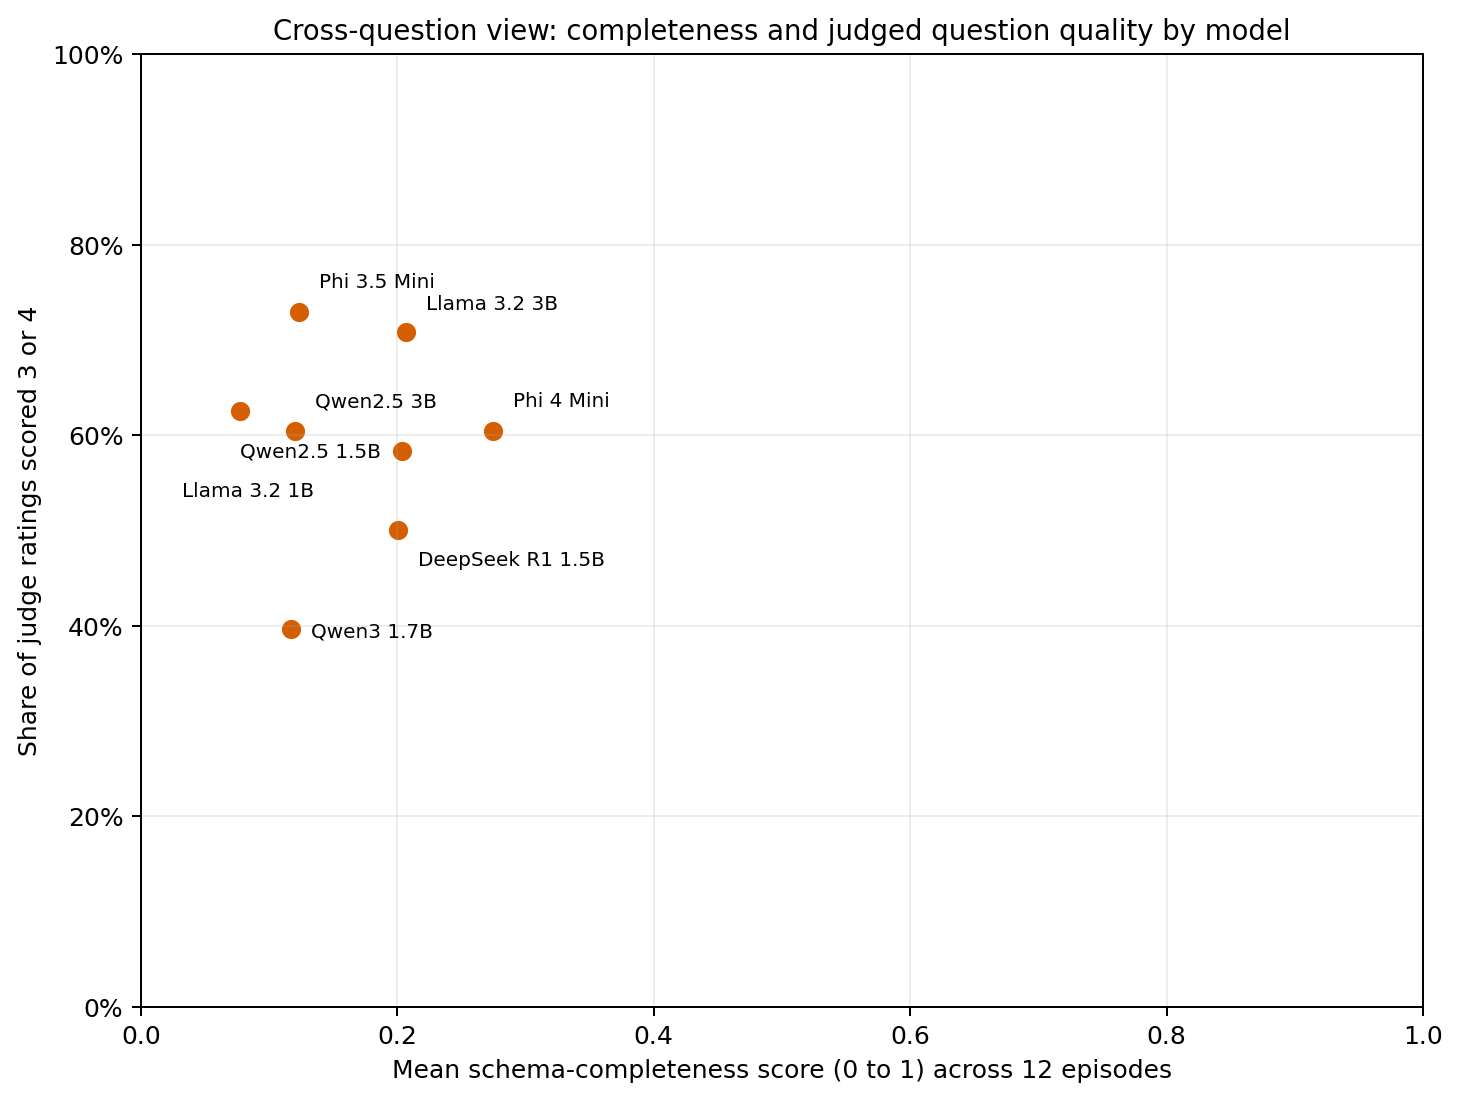 Cross-question view: completeness and judged question quality by model
100%
80%
60%
40%
20%
0%
Share of judge ratings scored 3 or 4
Phi 3.5 Mini
Llama 3.2 3B
Qwen2.5 3B
Phi 4 Mini
Qwen2.5 1.5B
Llama 3.2 1B
DeepSeek R1 1.5B
Qwen3 1.7B
0.0 0.2 0.4 0.6 0.8 1.0
Mean schema-completeness score (0 to 1) across 12 episodes